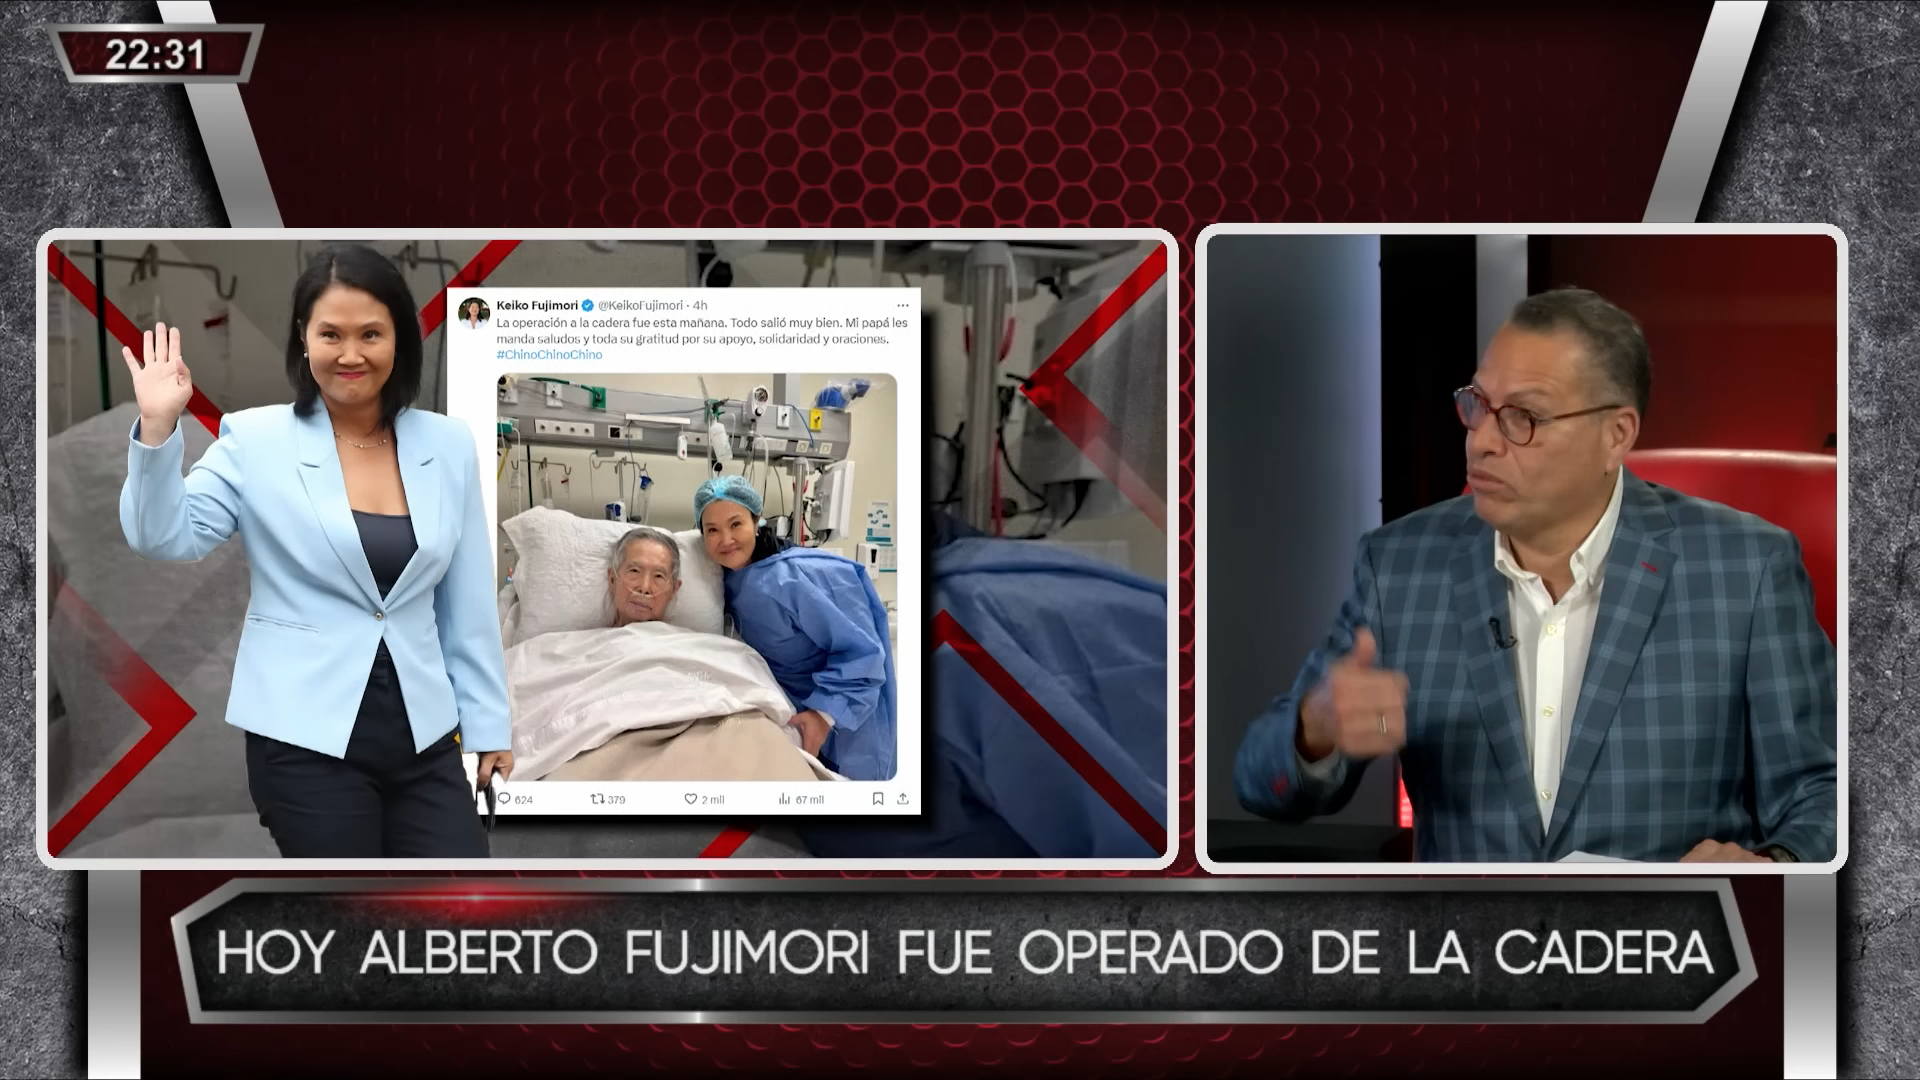 22:31
Keiko Fujimori @KeikoFujimori · 4h
La operación a la cadera fue esta mañana. Todo salió muy bien. Mi papá les
manda saludos y toda su gratitud por su apoyo, solidaridad y oraciones.
#ChinoChinoChino
624 379 2 mil 67 mil
HOY ALBERTO FUJIMORI FUE OPERADO DE LA CADERA